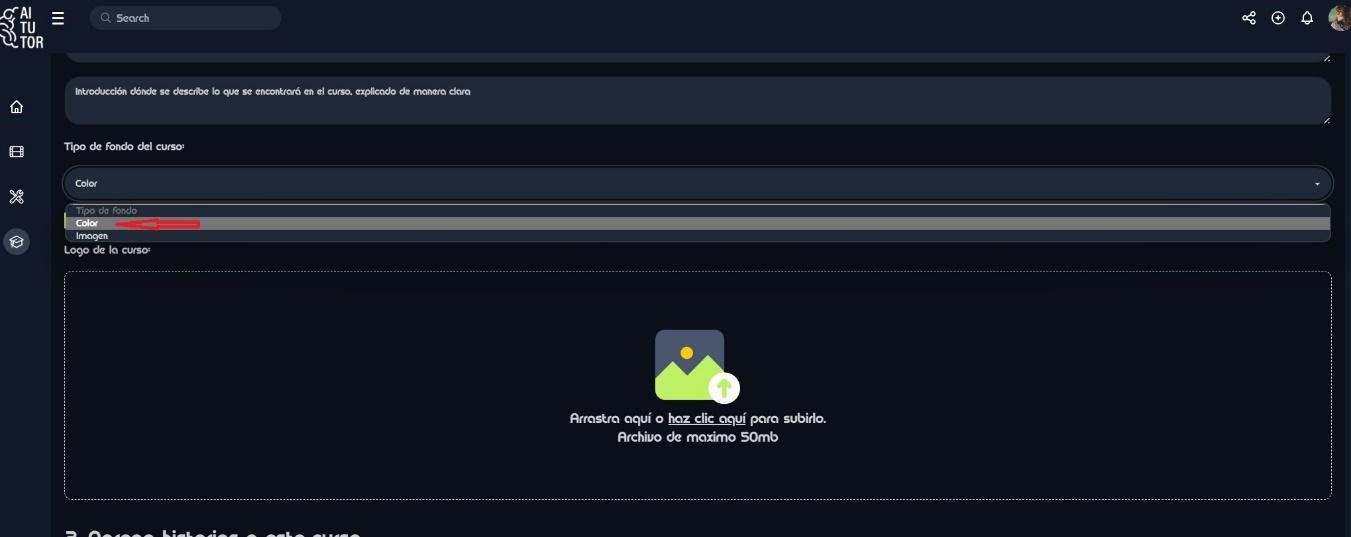 AI
TU
TOR
Search
Introducción dónde se describe lo que se encontrará en el curso, explicado de manera clara
Tipo de fondo del curso:
Color
Tipo de fondo
Color
Imagen
Logo de la curso:
Arrastra aquí o haz clic aquí para subirlo.
Archivo de maximo 50mb